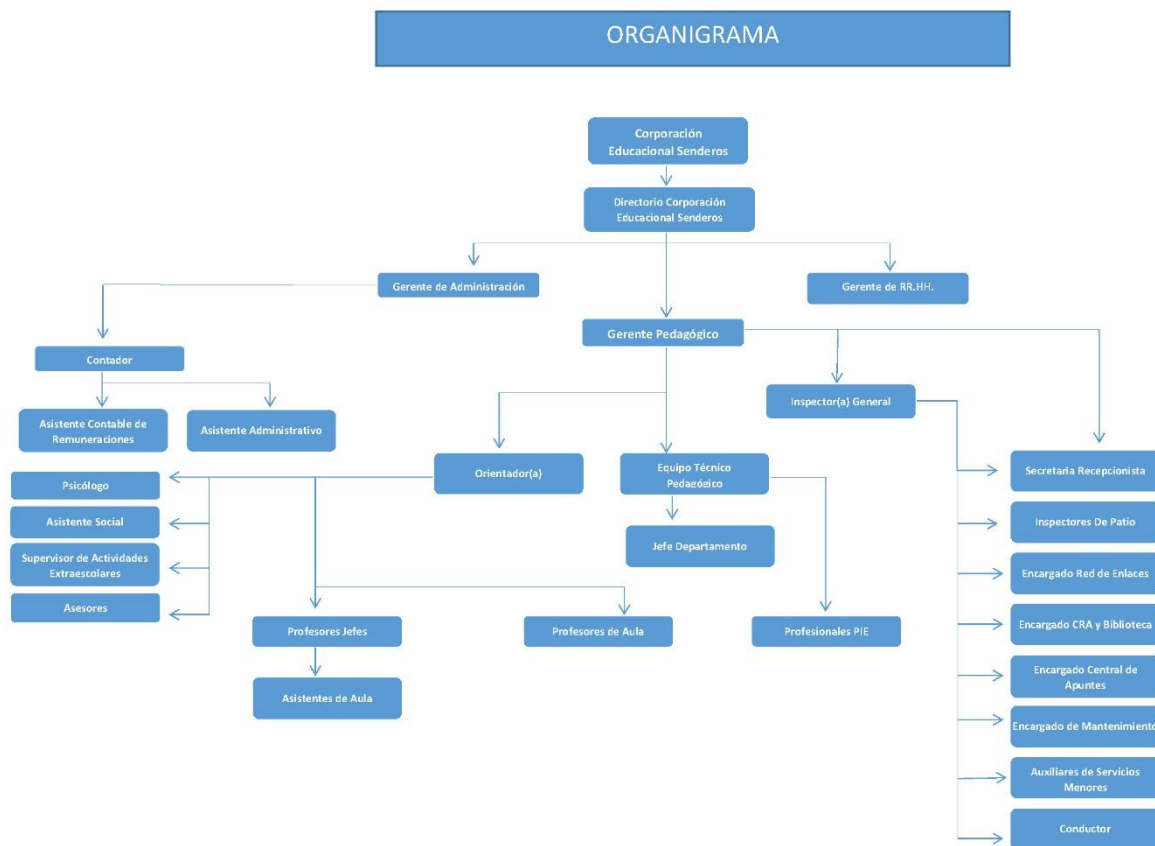 ORGANIGRAMA
Corporación
Educacional Senderos
Directorio Corporación
Educacional Senderos
Gerente de Administración
Gerente de RR.HH.
Gerente Pedagógico
Contador
Inspector(a) General
Asistente Contable de
Remuneraciones
Asistente Administrativo
Orientador(a)
Equipo Técnico
Pedagógico
Secretaria Recepcionista
Psicólogo
Asistente Social
Supervisor de Actividades
Extraescolares
Asesores
Jefe Departamento
Inspectores De Patio
Encargado Red de Enlaces
Profesores Jefes
Profesores de Aula
Profesionales PIE
Encargado CRA y Biblioteca
Asistentes de Aula
Encargado Central de
Apuntes
Encargado de Mantenimiento
Auxiliares de Servicios
Menores
Conductor